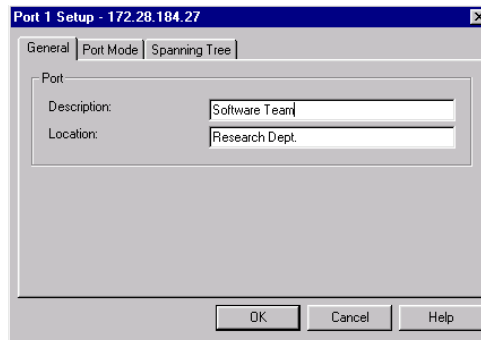 Port 1 Setup - 172.28.184.27
General Port Mode Spanning Tree
Port
Description: Software Team
Location: Research Dept.
OK Cancel Help